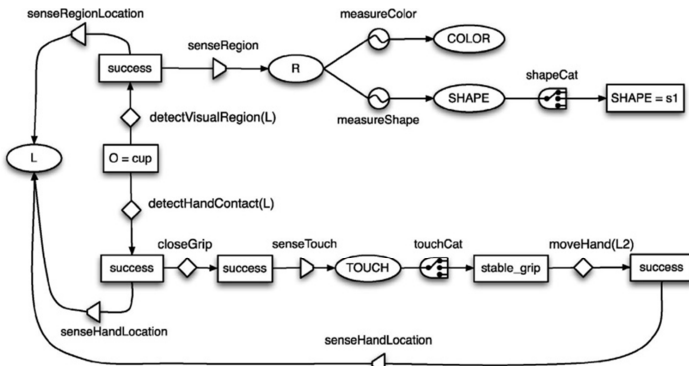 senseRegionLocation
measureColor
senseRegion
COLOR
success
R
shapeCat
SHAPE
SHAPE = s1
measureShape
detectVisualRegion(L)
L
O = cup
detectHandContact(L)
closeGrip
senseTouch
touchCat
moveHand(L2)
success
success
TOUCH
stable_grip
success
senseHandLocation
senseHandLocation